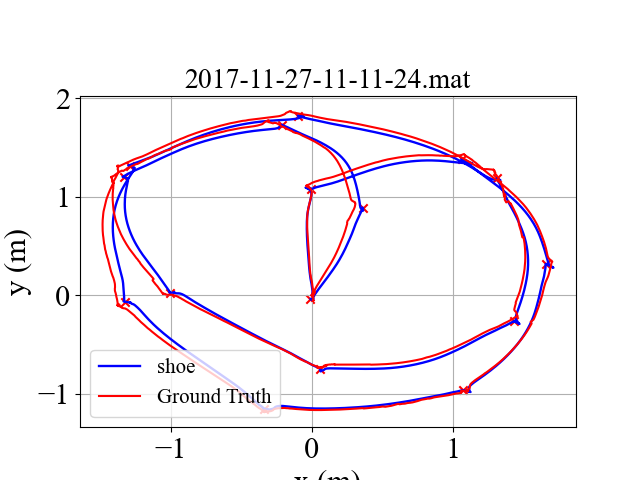 2017-11-27-11-11-24.mat
2
1
0
−1
y (m)
shoe
Ground Truth
−1
0
1
x (m)